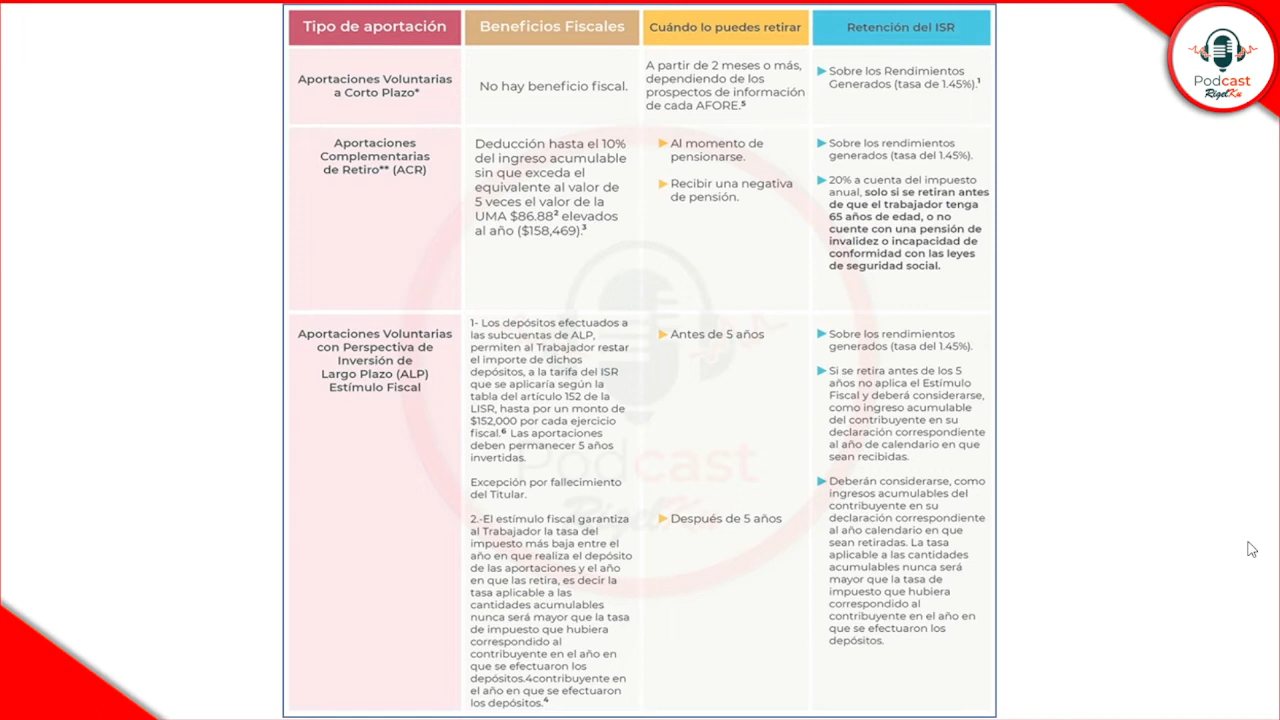 Tipo de aportación
Beneficios Fiscales
Cuándo lo puedes retirar
Retención del ISR
Aportaciones Voluntarias
a Corto Plazo*
No hay beneficio fiscal.
A partir de 2 meses o más,
dependiendo de los
prospectos de información
de cada AFORE.⁵
Sobre los Rendimientos
Generados (tasa de 1.45%).¹
Aportaciones
Complementarias
de Retiro** (ACR)
Deducción hasta el 10%
del ingreso acumulable
sin que exceda el
equivalente al valor de
5 veces el valor de la
UMA $86.88² elevados
al año ($158,469).³
Al momento de
pensionarse.
Recibir una negativa
de pensión.
Sobre los rendimientos
generados (tasa del 1.45%).
20% a cuenta del impuesto
anual, solo si se retiran antes
de que el trabajador tenga
65 años de edad, o no
cuente con una pensión de
invalidez o incapacidad de
conformidad con las leyes
de seguridad social.
Aportaciones Voluntarias
con Perspectiva de
Inversión de
Largo Plazo (ALP)
Estímulo Fiscal
1- Los depósitos efectuados a
las subcuentas de ALP,
permiten al Trabajador restar
el importe de dichos
depósitos, a la tarifa del ISR
que se aplicaría según la
tabla del artículo 152 de la
LISR, hasta por un monto de
$152,000 por cada ejercicio
fiscal.⁶ Las aportaciones
deben permanecer 5 años
invertidas.
Excepción por fallecimiento
del Titular.
2.-El estímulo fiscal garantiza
al Trabajador la tasa del
impuesto más baja entre el
año en que realiza el depósito
de las aportaciones y el año
en que las retira, es decir la
tasa aplicable a las
cantidades acumulables
nunca será mayor que la tasa
de impuesto que hubiera
correspondido al
contribuyente en el año en
que se efectuaron los
depósitos.4contribuyente en
el año en que se efectuaron
los depósitos.⁴
Antes de 5 años
Después de 5 años
Sobre los rendimientos
generados (tasa del 1.45%).
Si se retira antes de los 5
años no aplica el Estímulo
Fiscal y deberá considerarse,
como ingreso acumulable
del contribuyente en su
declaración correspondiente
al año de calendario en que
sean recibidas.
Deberán considerarse, como
ingresos acumulables del
contribuyente en su
declaración correspondiente
al año calendario en que
sean retiradas. La tasa
aplicable a las cantidades
acumulables nunca será
mayor que la tasa de
impuesto que hubiera
correspondido al
contribuyente en el año en
que se efectuaron los
depósitos.
Podcast
RigelKu
Podcast
RigelKu